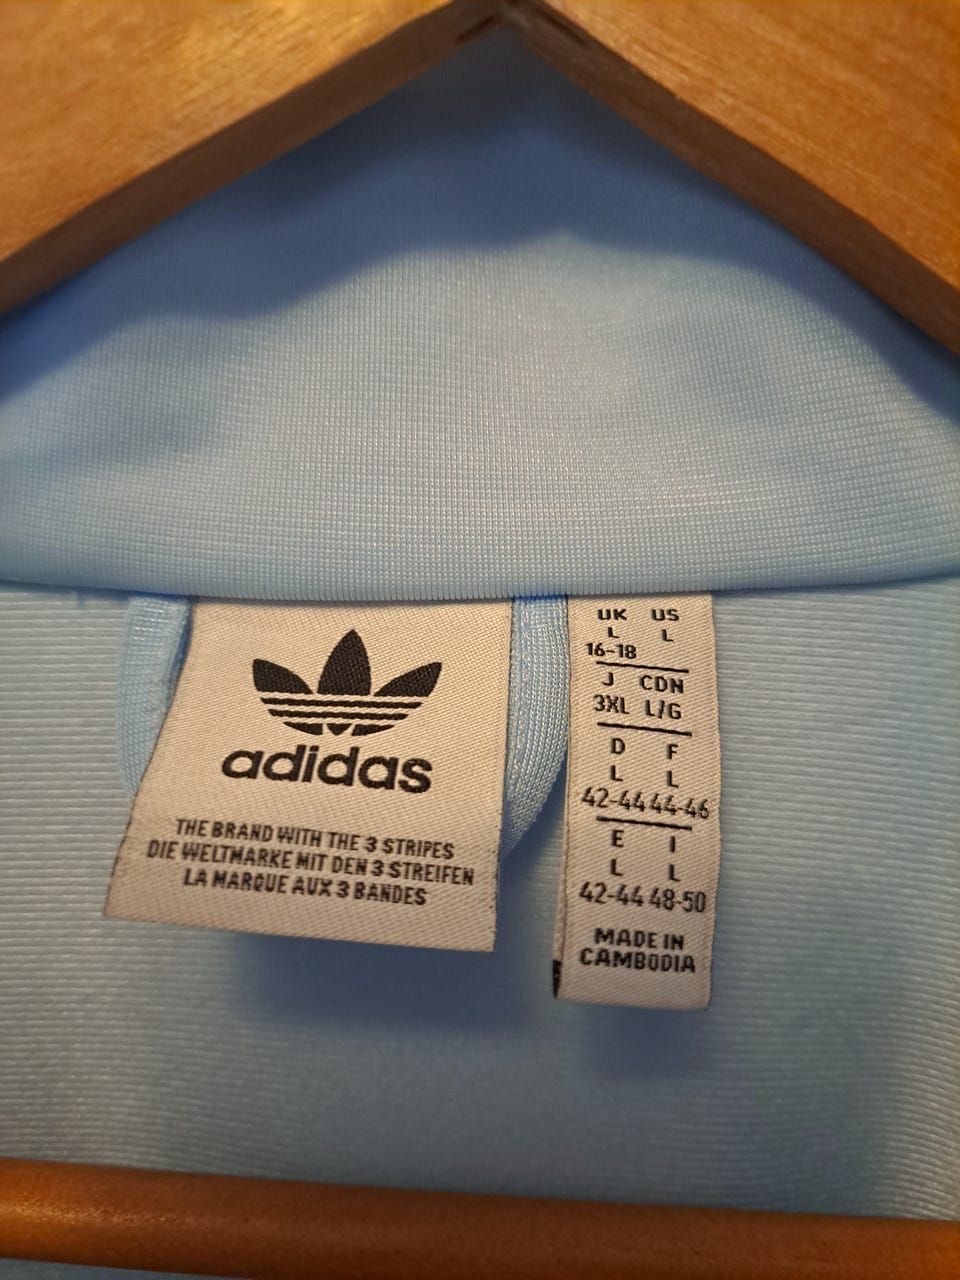 adidas
THE BRAND WITH THE 3 STRIPES
DIE WELTMARKE MIT DEN 3 STREIFEN
LA MARQUE AUX 3 BANDES
UK US
L L
16-18
J CDN
3XL L/G
D F
L L
42-44 44-46
E I
L L
42-44 48-50
MADE IN
CAMBODIA